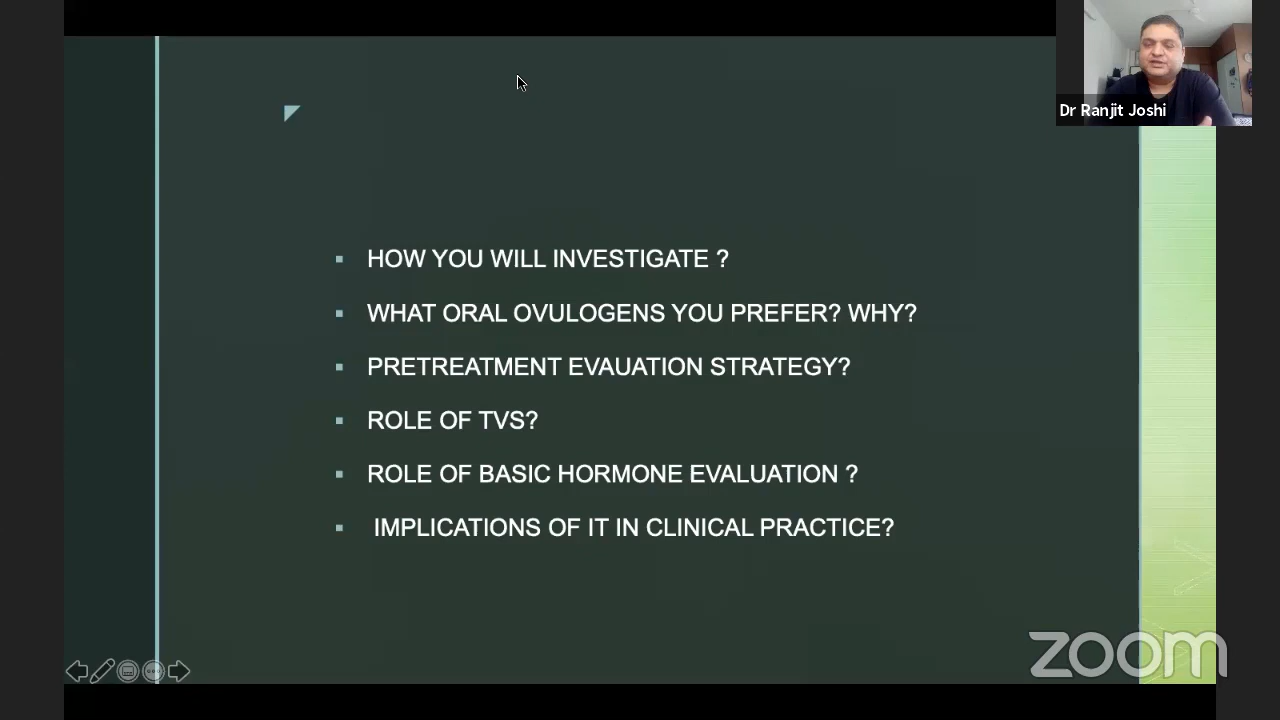 Dr Ranjit Joshi
HOW YOU WILL INVESTIGATE ?
WHAT ORAL OVULOGENS YOU PREFER? WHY?
PRETREATMENT EVAUATION STRATEGY?
ROLE OF TVS?
ROLE OF BASIC HORMONE EVALUATION ?
IMPLICATIONS OF IT IN CLINICAL PRACTICE?
zoom